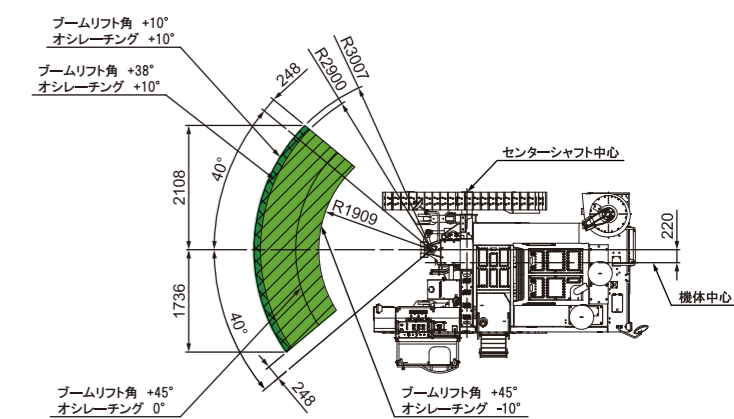 ブームリフト角 +10°
オシレーチング +10°
ブームリフト角 +38°
オシレーチング +10°
248
R2900
R3007
センターシャフト中心
2108
40°
R1909
220
機体中心
1736
40°
248
ブームリフト角 +45°
オシレーチング 0°
ブームリフト角 +45°
オシレーチング -10°